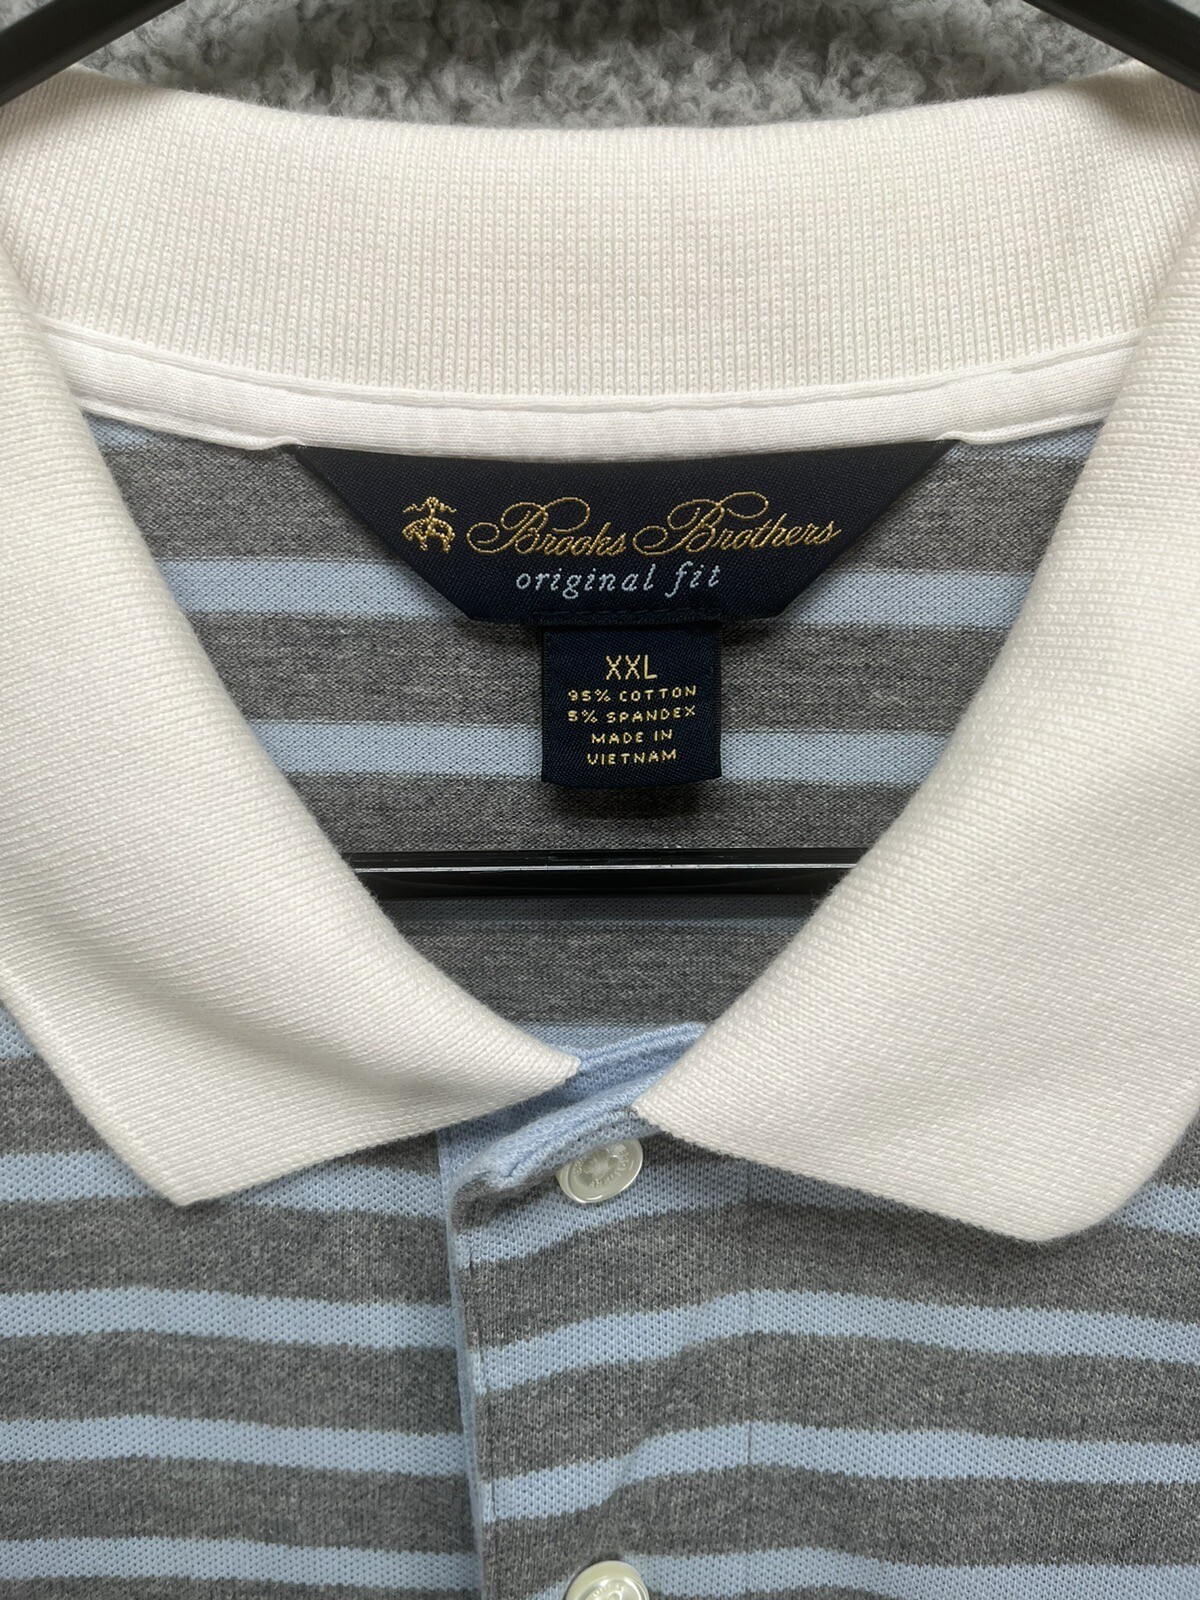 Brooks Brothers
original fit
XXL
95% COTTON
5% SPANDEX
MADE IN
VIETNAM